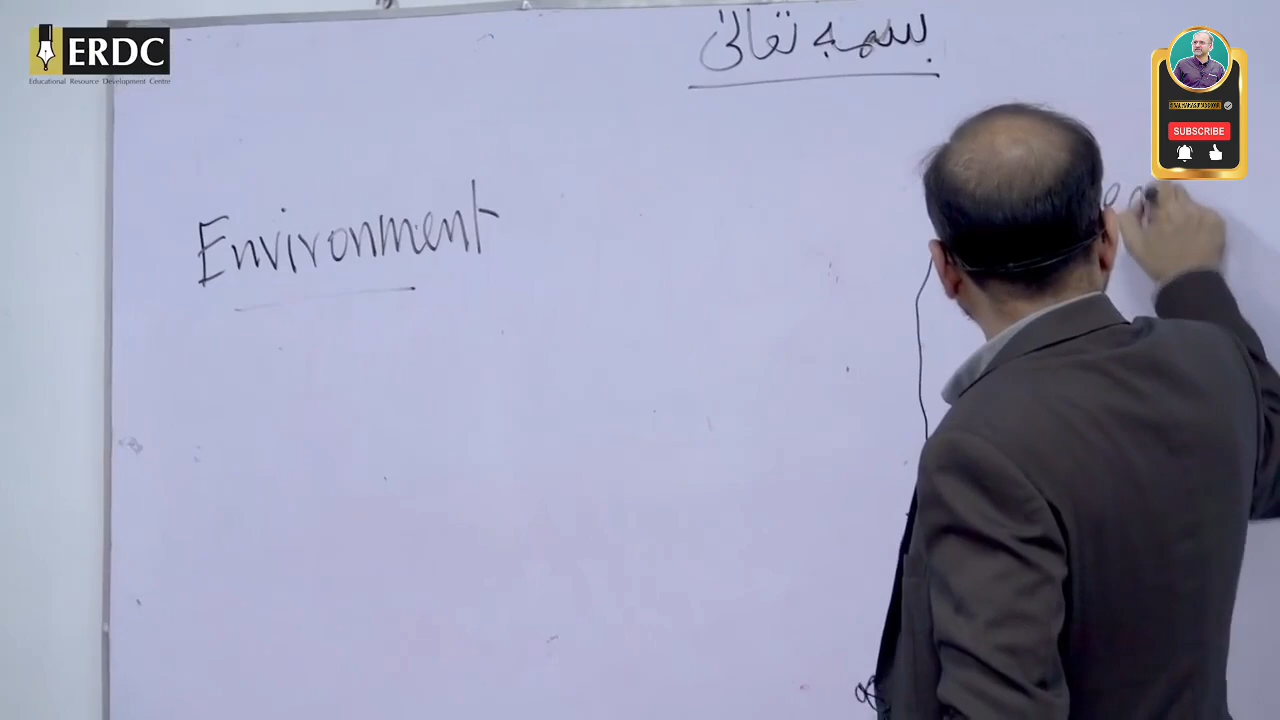 ERDC
Educational Resource Development Centre
بسمہ تعالیٰ
SUBSCRIBE
Environment